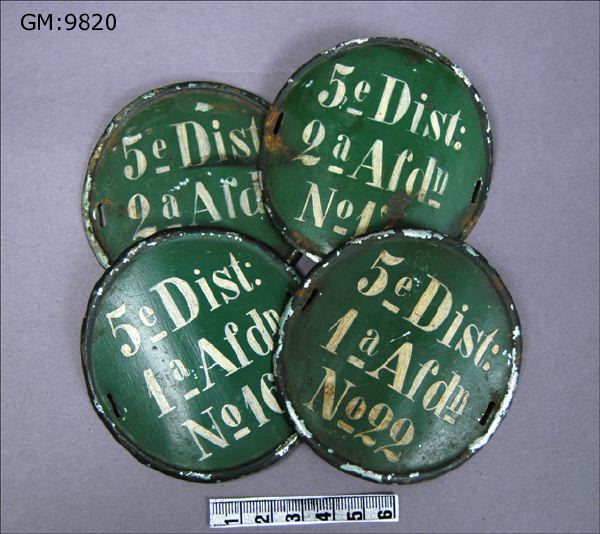 GM:9820
5e Dist
2a Afd
5e Dist:
2a Afdn
No 1
5e Dist:
1a Afdn
No 16
5e Dist:
1a Afdn
No 22
1 2 3 4 5 6